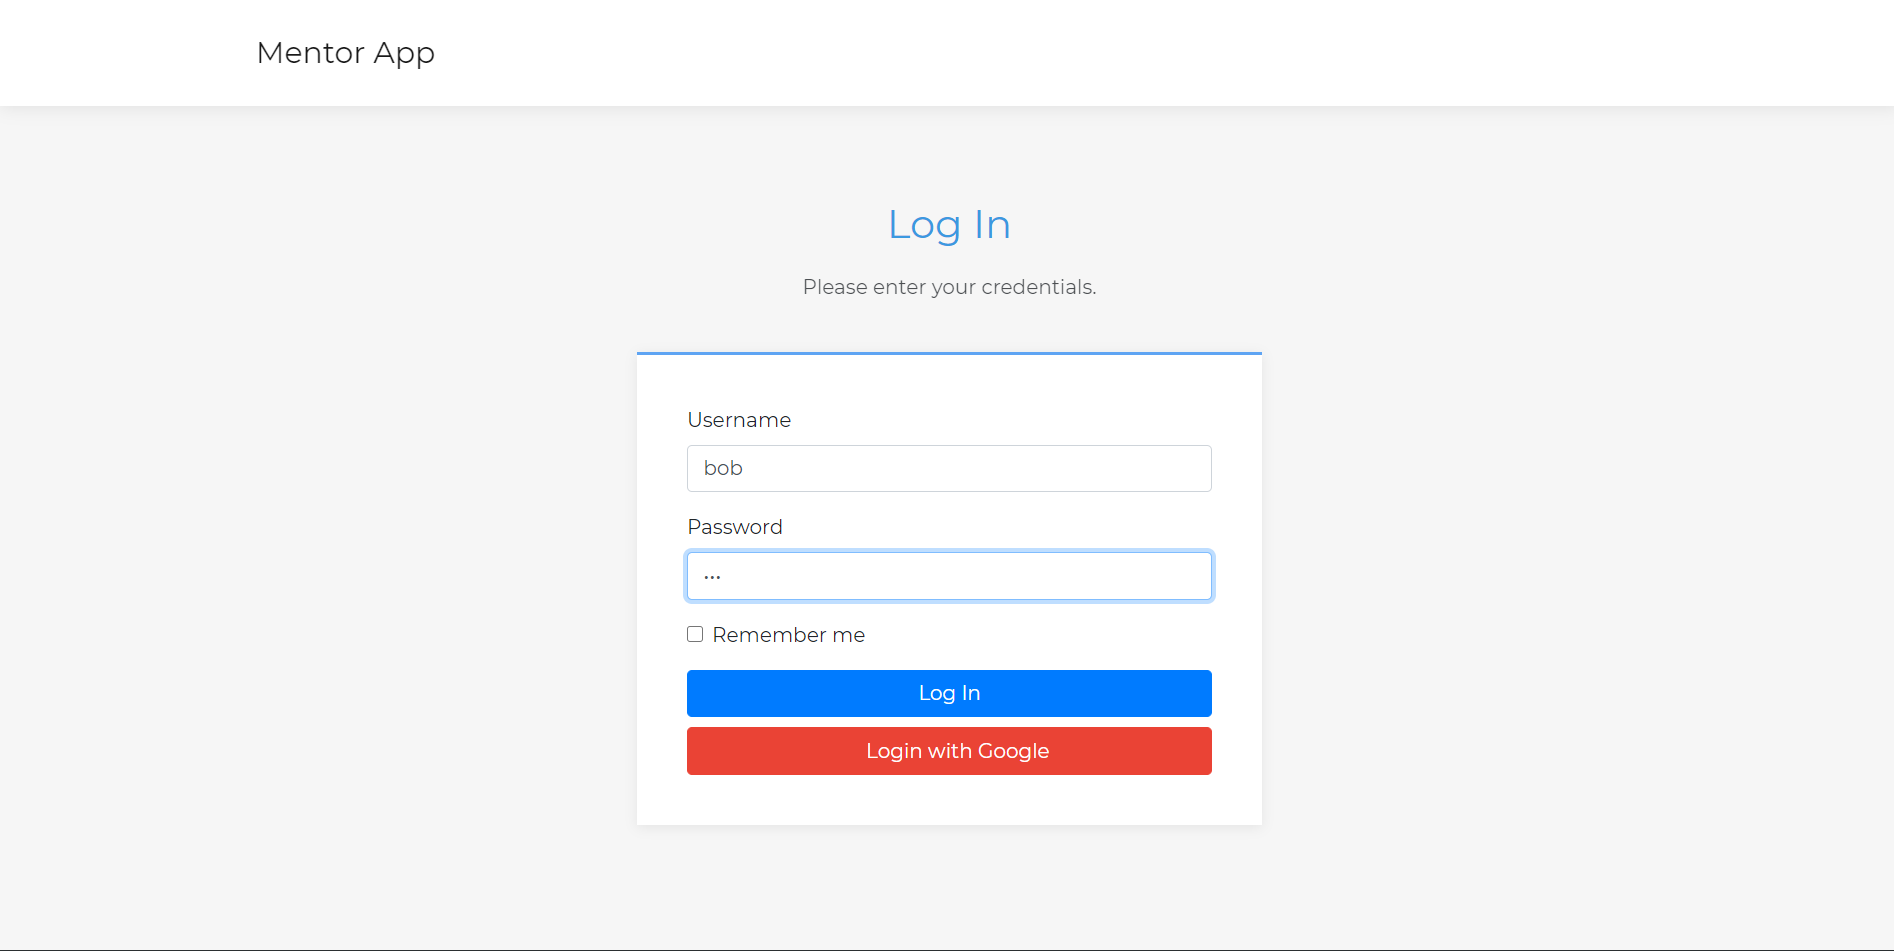 Mentor App
Log In
Please enter your credentials.
Username
bob
Password
•••
Remember me
Log In
Login with Google